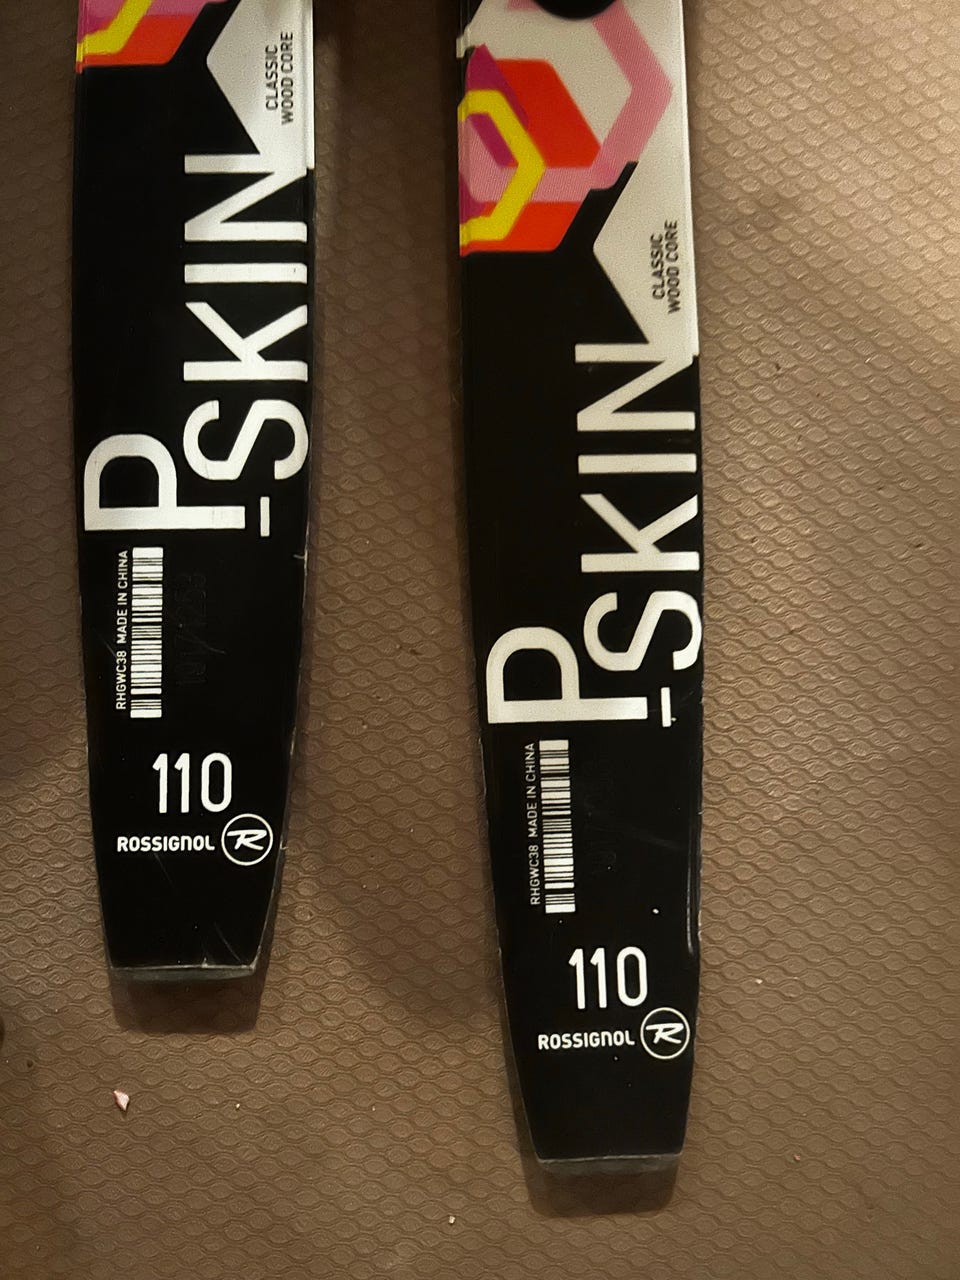 CLASSIC
WOOD CORE
P_SKIN
RHGWC38 MADE IN CHINA
110
ROSSIGNOL R
CLASSIC
WOOD CORE
P_SKIN
RHGWC38 MADE IN CHINA
110
ROSSIGNOL R